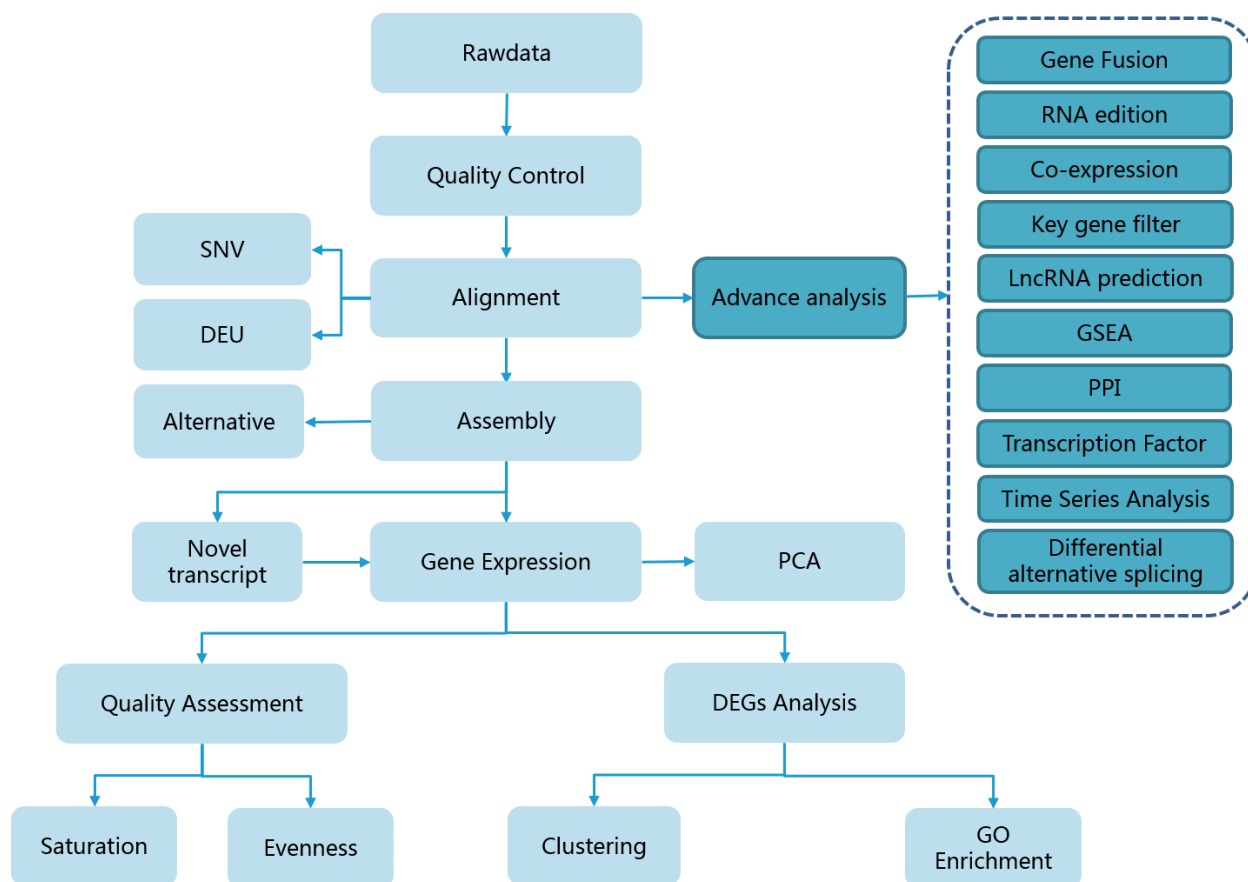 Rawdata
Quality Control
SNV
Alignment
Advance analysis
DEU
Alternative
Assembly
Novel
transcript
Gene Expression
PCA
Quality Assessment
DEGs Analysis
Saturation
Evenness
Clustering
GO
Enrichment
Gene Fusion
RNA edition
Co-expression
Key gene filter
LncRNA prediction
GSEA
PPI
Transcription Factor
Time Series Analysis
Differential
alternative splicing